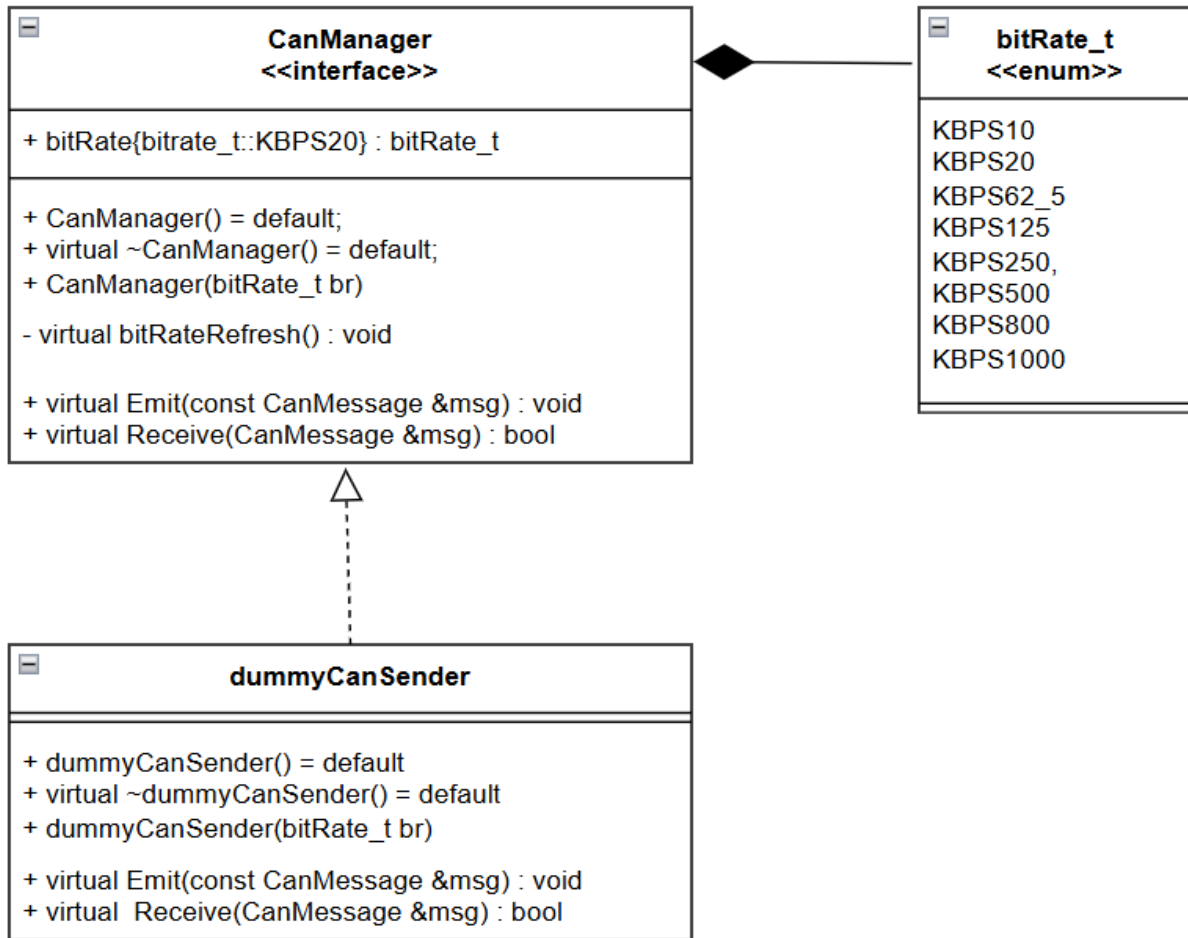 CanManager
<<interface>>
+ bitRate{bitrate_t::KBPS20} : bitRate_t
+ CanManager() = default;
+ virtual ~CanManager() = default;
+ CanManager(bitRate_t br)
- virtual bitRateRefresh() : void
+ virtual Emit(const CanMessage &msg) : void
+ virtual Receive(CanMessage &msg) : bool
bitRate_t
<<enum>>
KBPS10
KBPS20
KBPS62_5
KBPS125
KBPS250,
KBPS500
KBPS800
KBPS1000
dummyCanSender
+ dummyCanSender() = default
+ virtual ~dummyCanSender() = default
+ dummyCanSender(bitRate_t br)
+ virtual Emit(const CanMessage &msg) : void
+ virtual  Receive(CanMessage &msg) : bool